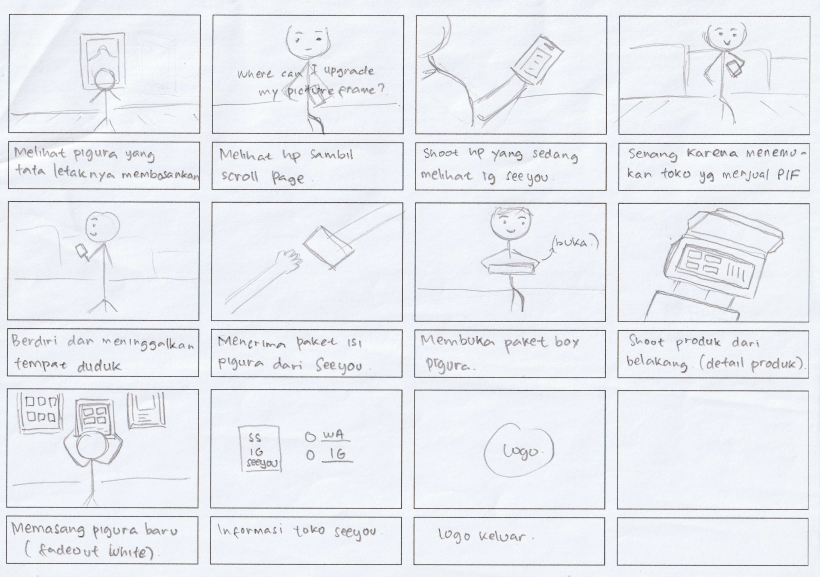 where can I upgrade
my picture frame?
Melihat pigura yang
tata letaknya membosankan
Melihat hp sambil
scroll page.
Shoot hp yang sedang
melihat ig seeyou.
Senang karena menemu-
kan toko yg menjual PIF
(buka.)
Berdiri dan meninggalkan
tempat duduk
Menerima paket isi
pigura dari Seeyou.
Membuka paket box
pigura.
Shoot produk dari
belakang. (detail produk).
SS
IG
seeyou
WA
IG
Logo.
Memasang pigura baru
( fadeout white).
Informasi toko seeyou.
logo keluar.